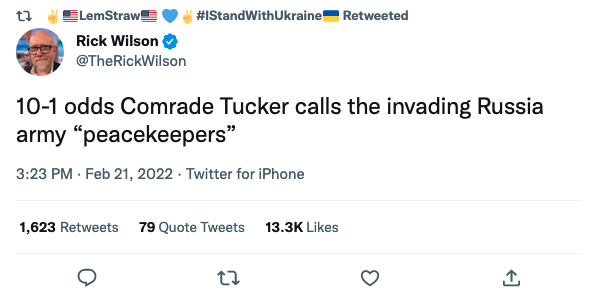 ✌️🇺🇸LemStraw🇺🇸 💙✌️#IStandWithUkraine🇺🇦 Retweeted
Rick Wilson
@TheRickWilson
10-1 odds Comrade Tucker calls the invading Russia
army “peacekeepers”
3:23 PM · Feb 21, 2022 · Twitter for iPhone
1,623 Retweets 79 Quote Tweets 13.3K Likes